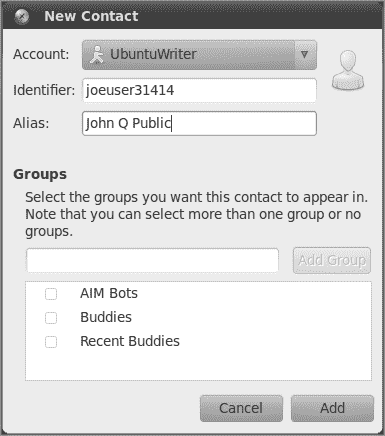 New Contact
Account: UbuntuWriter
Identifier: joeuser31414
Alias: John Q Public
Groups
Select the groups you want this contact to appear in.
Note that you can select more than one group or no
groups.
Add Group
AIM Bots
Buddies
Recent Buddies
Cancel Add